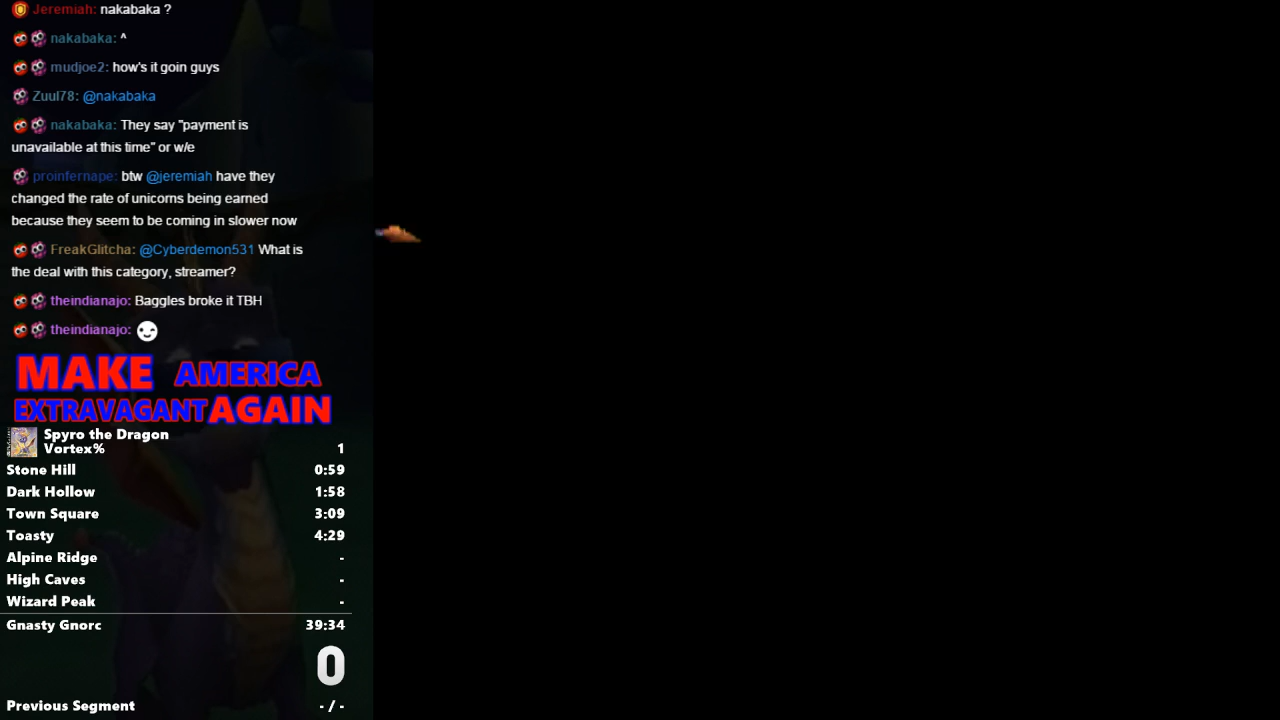 Jeremiah: nakabaka ?
nakabaka: ^
mudjoe2: how's it goin guys
Zuul78: @nakabaka
nakabaka: They say "payment is
unavailable at this time" or w/e
proinfernape: btw @jeremiah have they
changed the rate of unicorns being earned
because they seem to be coming in slower now
FreakGlitcha: @Cyberdemon531 What is
the deal with this category, streamer?
theindianajo: Baggles broke it TBH
theindianajo:
MAKE AMERICA
EXTRAVAGANT AGAIN
Spyro the Dragon
Vortex% 1
Stone Hill 0:59
Dark Hollow 1:58
Town Square 3:09
Toasty 4:29
Alpine Ridge -
High Caves -
Wizard Peak -
Gnasty Gnorc 39:34
0
Previous Segment - / -